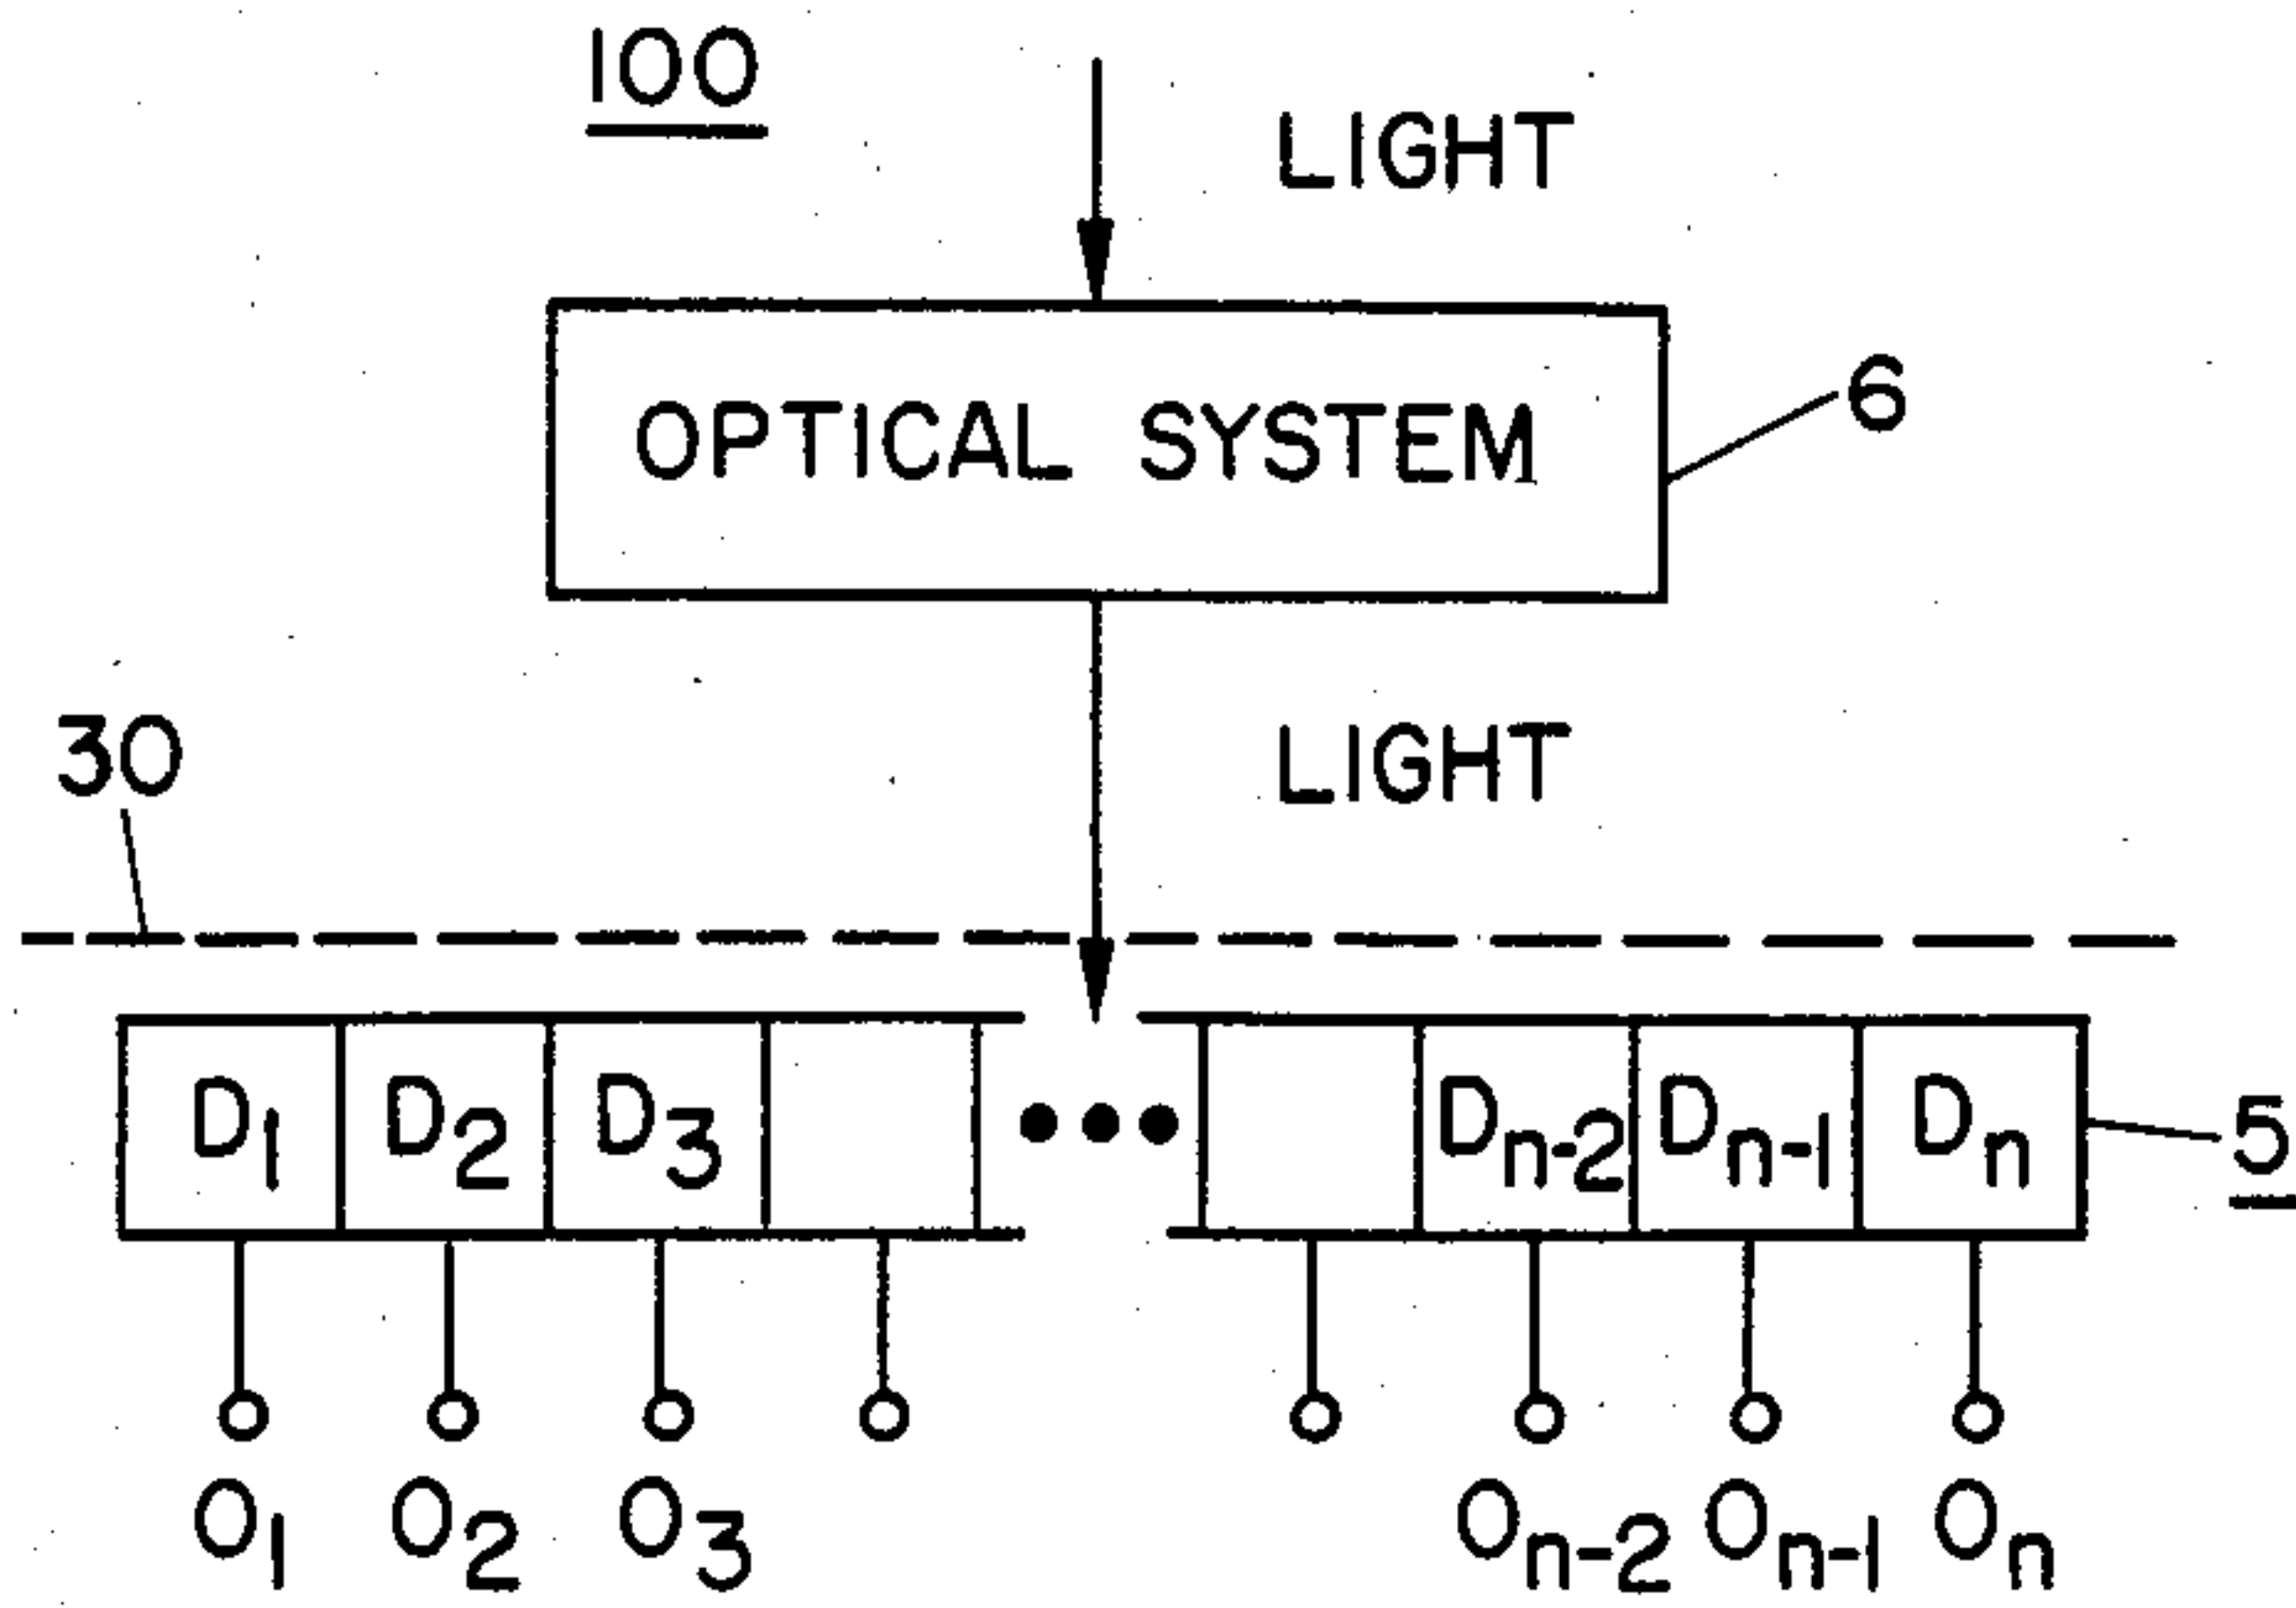 100
LIGHT
OPTICAL SYSTEM
6
30
LIGHT
D1 D2 D3 Dn-2 Dn-1 Dn
5
O1 O2 O3 On-2 On-1 On